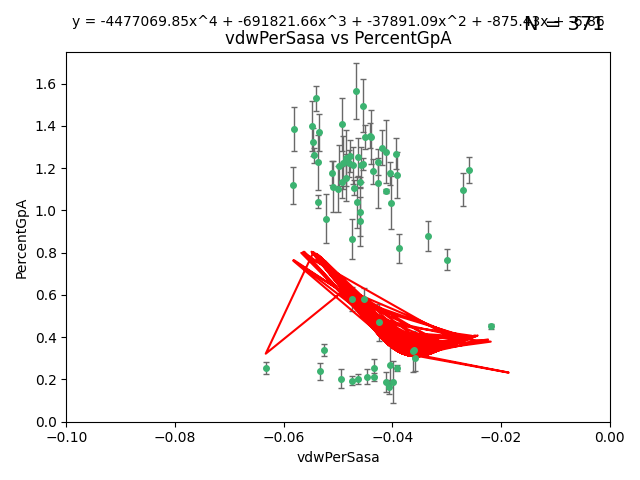 y = -4477069.85x^4 + -691821.66x^3 + -37891.09x^2 + -875.43x + -6.86
N = 371
vdwPerSasa vs PercentGpA
PercentGpA
1.6
1.4
1.2
1.0
0.8
0.6
0.4
0.2
0.0
−0.10 −0.08 −0.06 −0.04 −0.02 0.00
vdwPerSasa